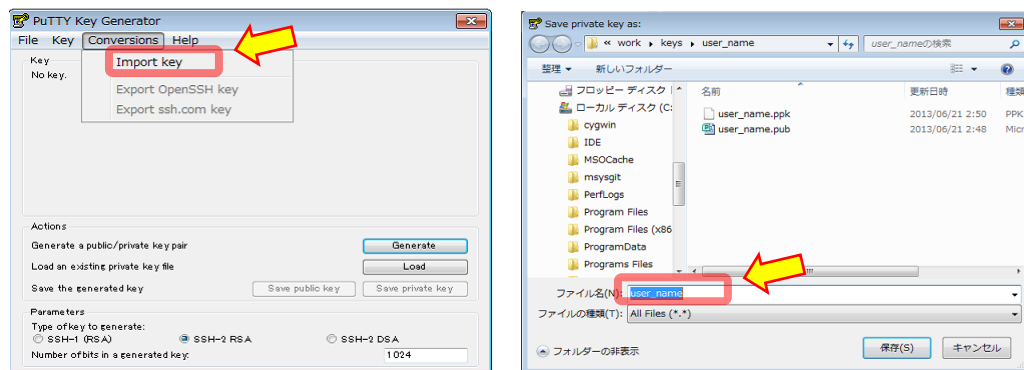 PuTTY Key Generator
File Key Conversions Help
Import key
Export OpenSSH key
Export ssh.com key
Key
No key.
Actions
Generate a public/private key pair
Generate
Load an existing private key file
Load
Save the generated key
Save public key
Save private key
Parameters
Type of key to generate:
SSH-1 (RSA)
SSH-2 RSA
SSH-2 DSA
Number of bits in a generated key:
1024
Save private key as:
« work keys user_name
user_nameの検索
整理
新しいフォルダー
フロッピー ディスク
ローカル ディスク (C:
cygwin
IDE
MSOCache
msysgit
PerfLogs
Program Files
Program Files (x86
ProgramData
Programs Files
名前 更新日時 種類
user_name.ppk 2013/06/21 2:50 PPK
user_name.pub 2013/06/21 2:48 Micr
ファイル名(N): user_name
ファイルの種類(T): All Files (*.*)
フォルダーの非表示
保存(S)
キャンセル